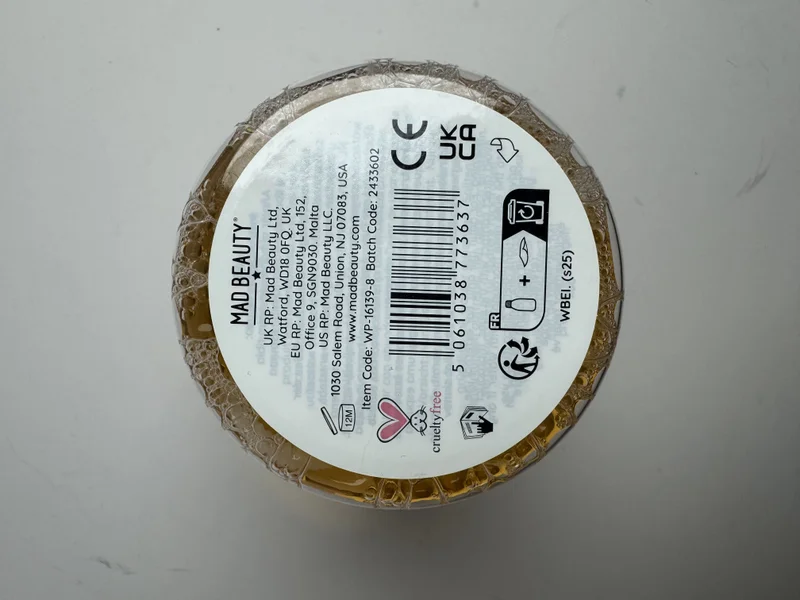 MAD BEAUTY®
UK RP: Mad Beauty Ltd,
Watford, WD18 0FQ. UK
EU RP: Mad Beauty Ltd, 152,
Office 9, SGN9030. Malta
US RP: Mad Beauty LLC.
1030 Salem Road, Union, NJ 07083, USA
www.madbeauty.com
Item Code: WP-16139-8 Batch Code: 2433602
12M
crueltyfree
CE
UK
CA
5 061038 773637
FR
+
WBEI. (s25)